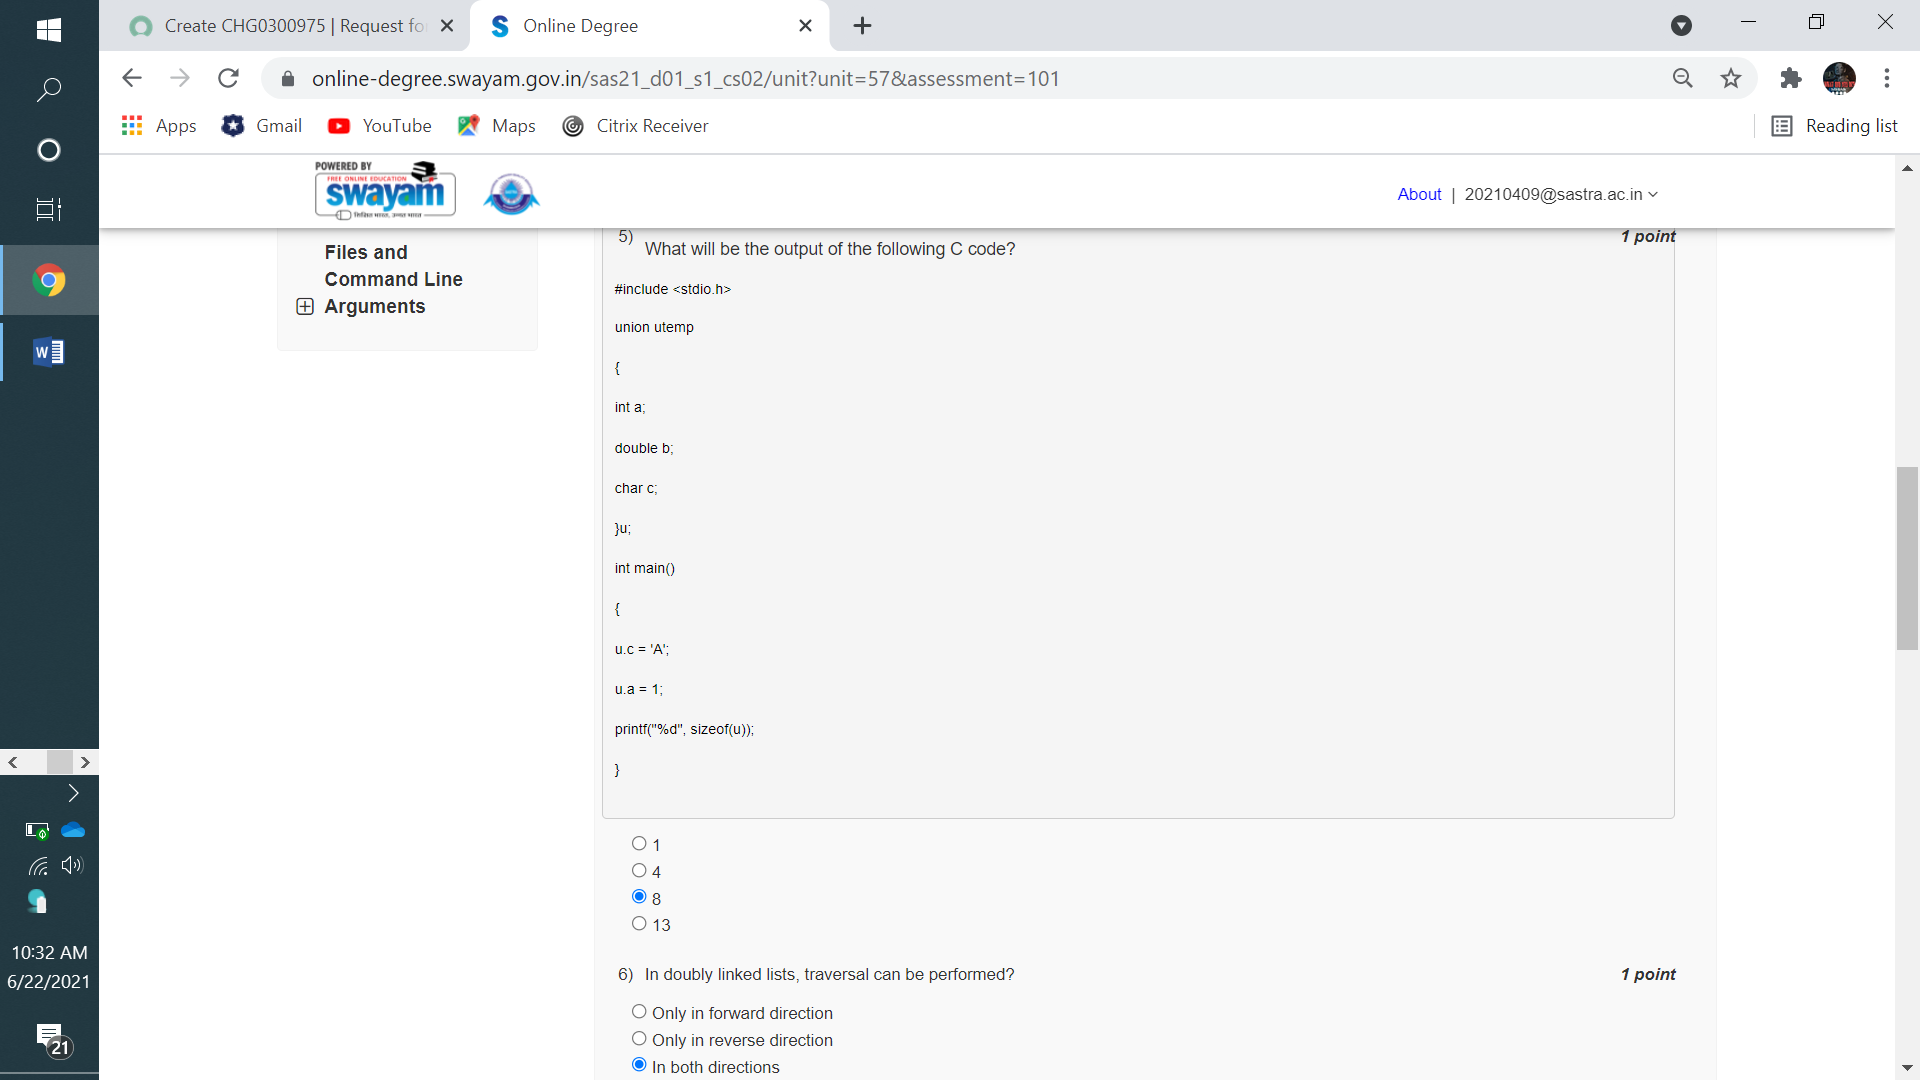 Create CHG0300975 | Request fo
Online Degree
online-degree.swayam.gov.in/sas21_d01_s1_cs02/unit?unit=57&assessment=101
Apps
Gmail
YouTube
Maps
Citrix Receiver
Reading list
POWERED BY
FREE ONLINE EDUCATION
swayam
About | 20210409@sastra.ac.in
Files and
Command Line
Arguments
5) What will be the output of the following C code?
1 point
#include <stdio.h>
union utemp
{
int a;
double b;
char c;
}u;
int main()
{
u.c = 'A';
u.a = 1;
printf("%d", sizeof(u));
}
1
4
8
13
6) In doubly linked lists, traversal can be performed?
1 point
Only in forward direction
Only in reverse direction
In both directions
W
10:32 AM
6/22/2021
21